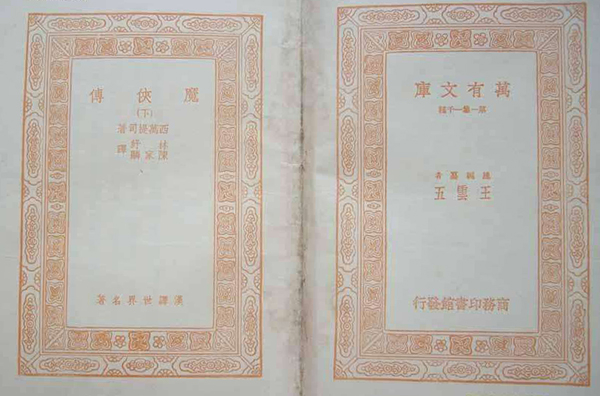 萬有文庫
第一集一千種
總編纂者
王雲五
商務印書館發行
魔俠傳
(下)
西萬提司著
林紓
陳家麟
譯
漢譯世界名著